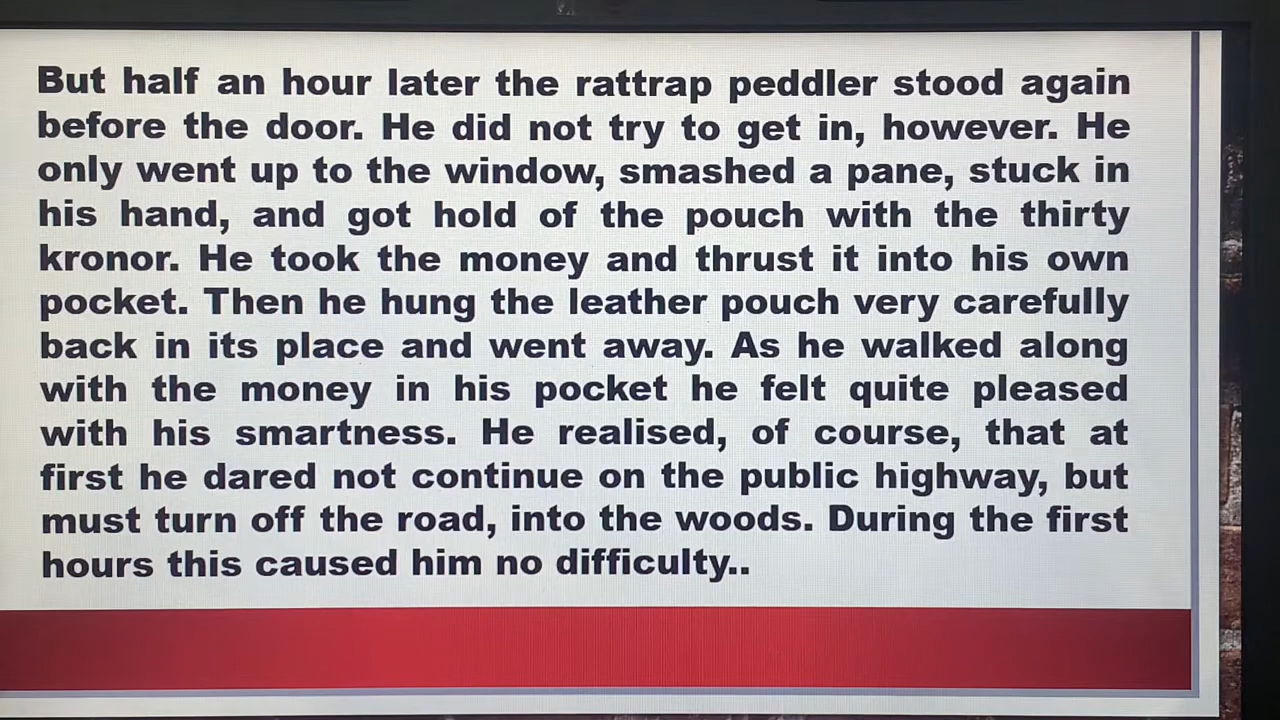 But half an hour later the rattrap peddler stood again
before the door. He did not try to get in, however. He
only went up to the window, smashed a pane, stuck in
his hand, and got hold of the pouch with the thirty
kronor. He took the money and thrust it into his own
pocket. Then he hung the leather pouch very carefully
back in its place and went away. As he walked along
with the money in his pocket he felt quite pleased
with his smartness. He realised, of course, that at
first he dared not continue on the public highway, but
must turn off the road, into the woods. During the first
hours this caused him no difficulty..